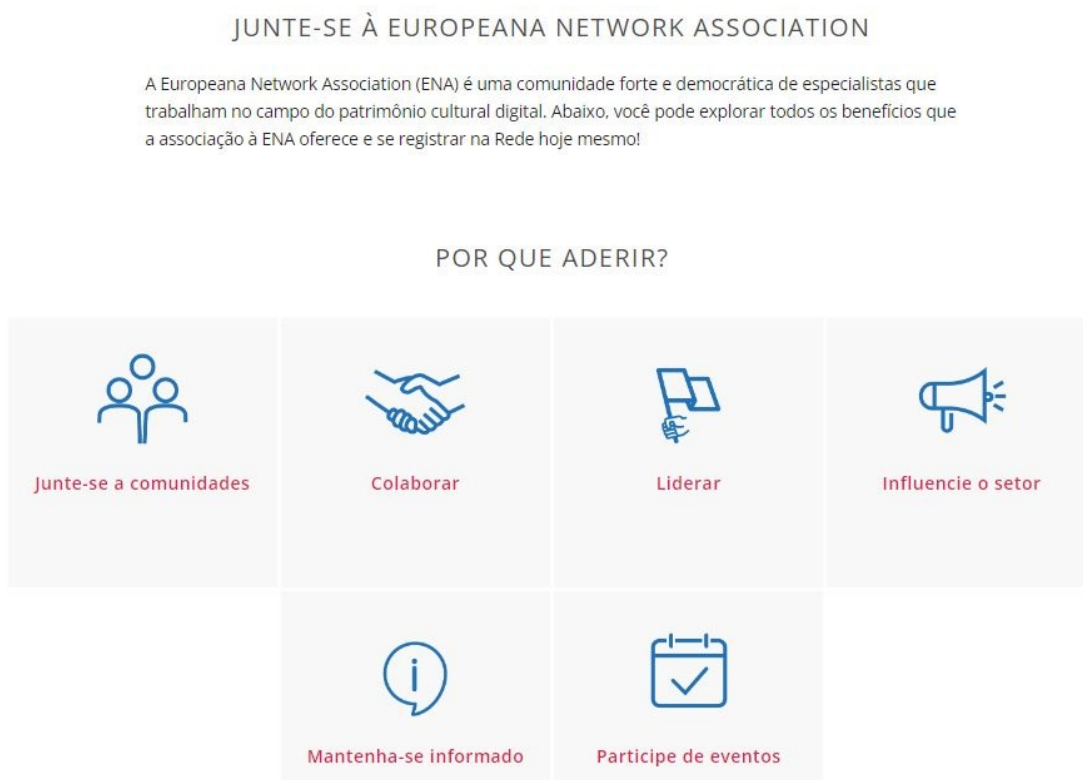 JUNTE-SE À EUROPEANA NETWORK ASSOCIATION
A Europeana Network Association (ENA) é uma comunidade forte e democrática de especialistas que
trabalham no campo do patrimônio cultural digital. Abaixo, você pode explorar todos os benefícios que
a associação à ENA oferece e se registrar na Rede hoje mesmo!
POR QUE ADERIR?
Junte-se a comunidades
Colaborar
Liderar
Influencie o setor
Mantenha-se informado
Participe de eventos